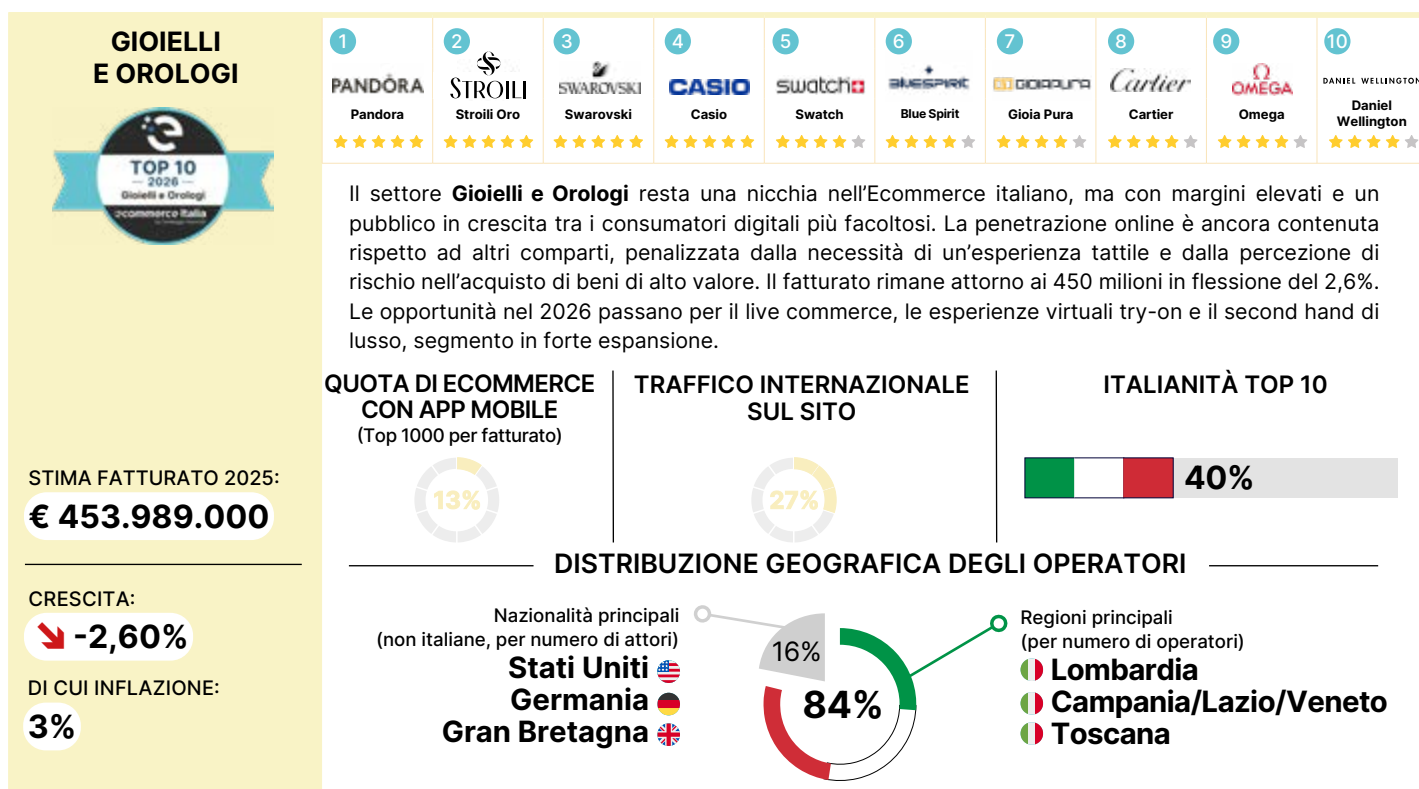 GIOIELLI
E OROLOGI
TOP 10
2026
Gioielli e Orologi
ecommerce italia
STIMA FATTURATO 2025:
€ 453.989.000
CRESCITA:
-2,60%
DI CUI INFLAZIONE:
3%
1
PANDÖRA
Pandora
2
STROILI
Stroili Oro
3
SWAROVSKI
Swarovski
4
CASIO
Casio
5
swatch
Swatch
6
BLUESPIRIT
Blue Spirit
7
GIOIAPURA
Gioia Pura
8
Cartier
Cartier
9
Ω
OMEGA
Omega
10
DANIEL WELLINGTON
Daniel
Wellington
Il settore Gioielli e Orologi resta una nicchia nell’Ecommerce italiano, ma con margini elevati e un
pubblico in crescita tra i consumatori digitali più facoltosi. La penetrazione online è ancora contenuta
rispetto ad altri comparti, penalizzata dalla necessità di un’esperienza tattile e dalla percezione di
rischio nell’acquisto di beni di alto valore. Il fatturato rimane attorno ai 450 milioni in flessione del 2,6%.
Le opportunità nel 2026 passano per il live commerce, le esperienze virtuali try-on e il second hand di
lusso, segmento in forte espansione.
QUOTA DI ECOMMERCE
CON APP MOBILE
(Top 1000 per fatturato)
13%
TRAFFICO INTERNAZIONALE
SUL SITO
27%
ITALIANITÀ TOP 10
40%
DISTRIBUZIONE GEOGRAFICA DEGLI OPERATORI
Nazionalità principali
(non italiane, per numero di attori)
Stati Uniti
Germania
Gran Bretagna
16%
84%
Regioni principali
(per numero di operatori)
Lombardia
Campania/Lazio/Veneto
Toscana